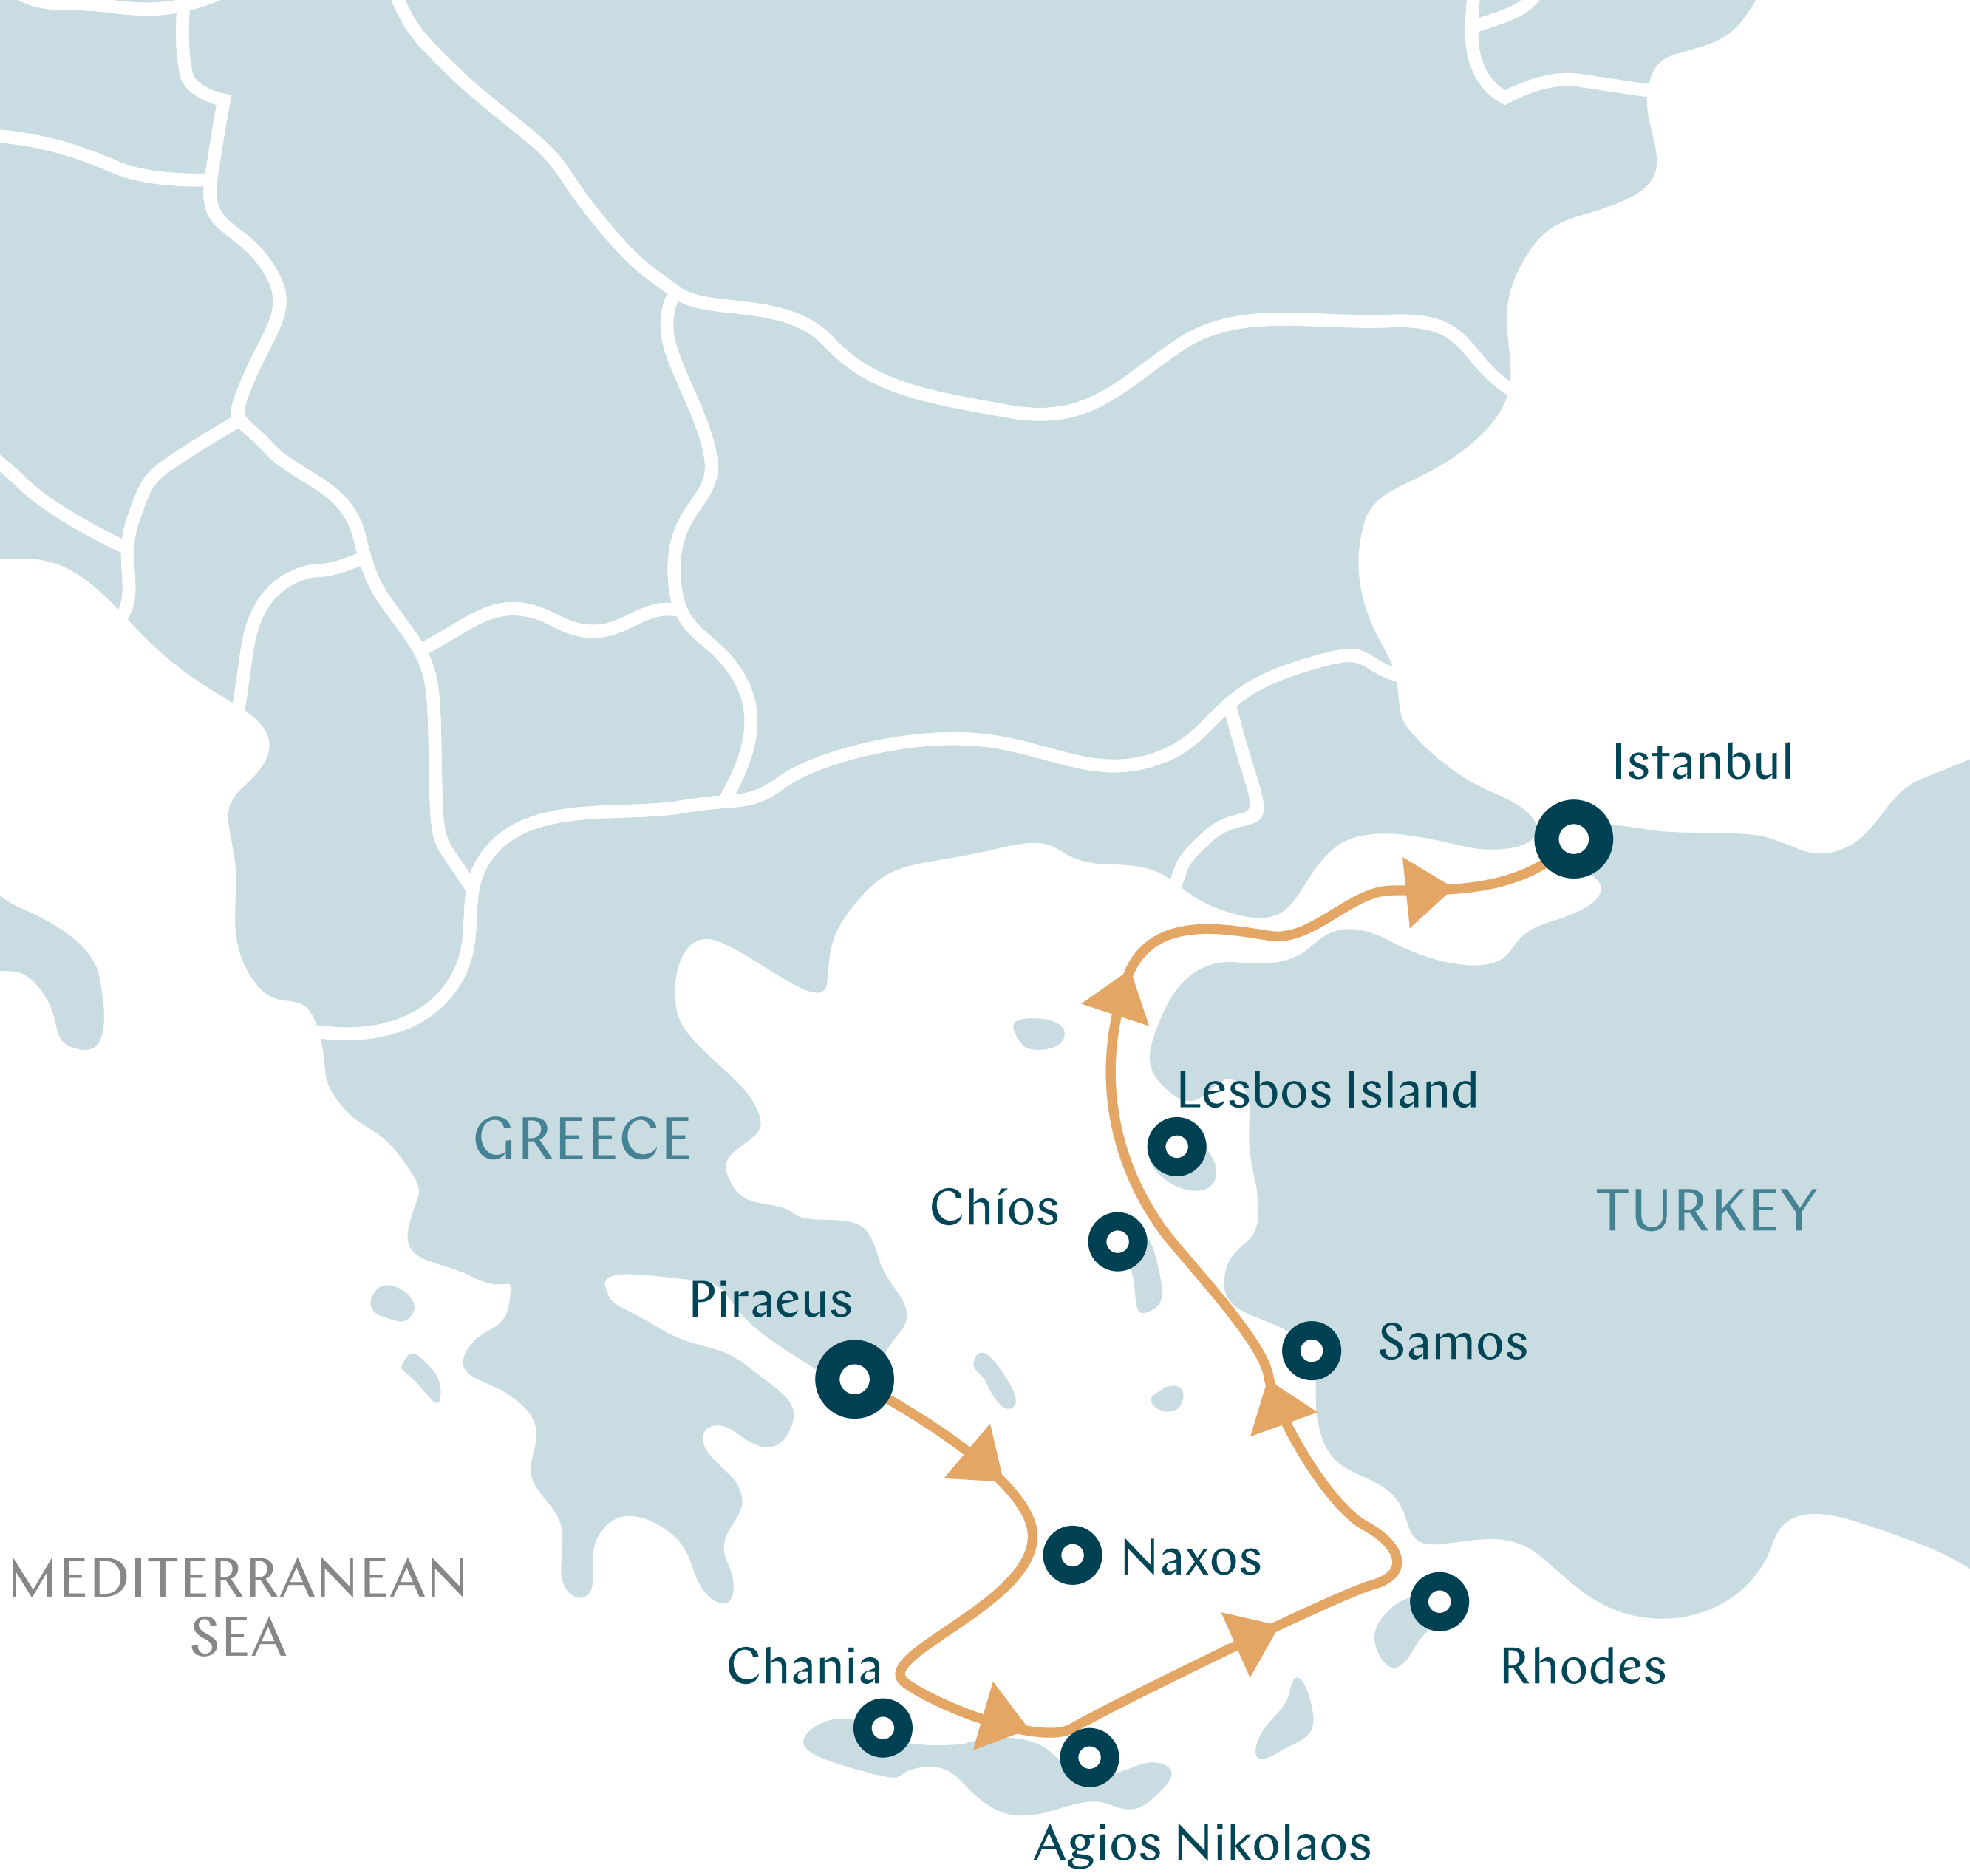 Istanbul
Lesbos Island
GREECE
Chíos
TURKEY
Piraeus
Samos
Naxos
MEDITERRANEAN
SEA
Chania
Rhodes
Agios Nikolaos